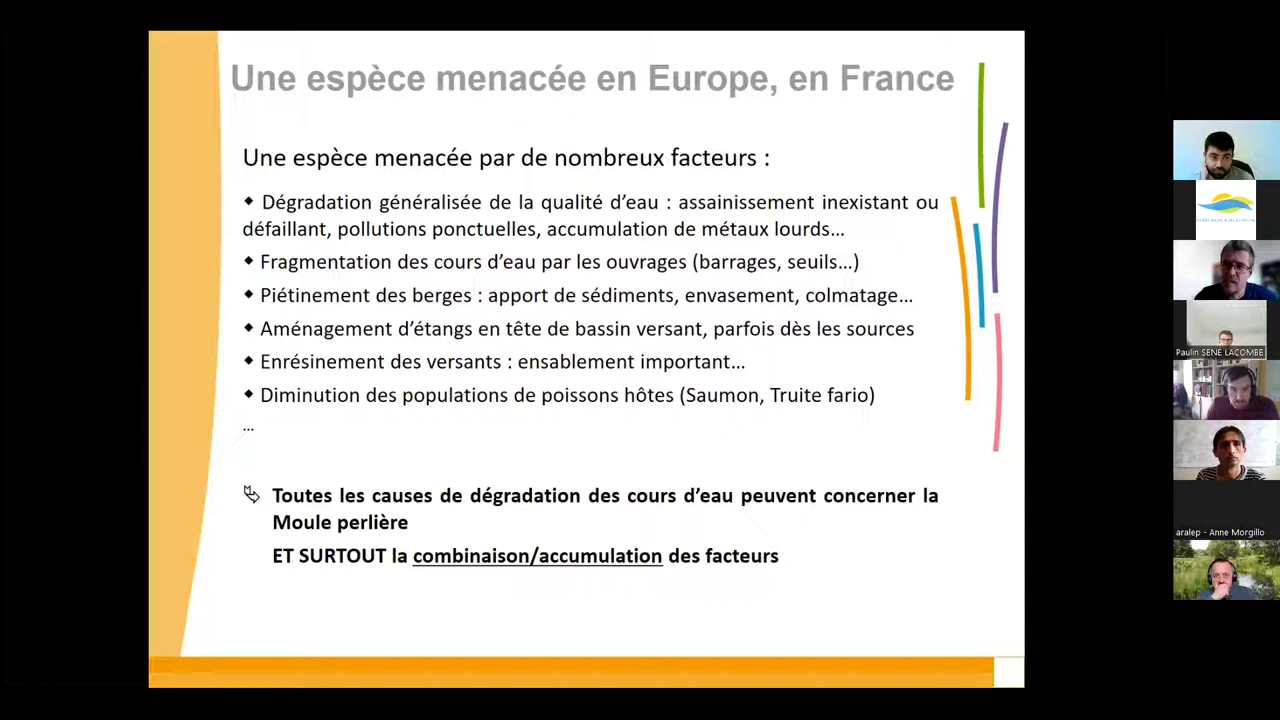 Une espèce menacée en Europe, en France
Une espèce menacée par de nombreux facteurs :
◆ Dégradation généralisée de la qualité d’eau : assainissement inexistant ou
défaillant, pollutions ponctuelles, accumulation de métaux lourds…
◆ Fragmentation des cours d’eau par les ouvrages (barrages, seuils…)
◆ Piétinement des berges : apport de sédiments, envasement, colmatage…
◆ Aménagement d’étangs en tête de bassin versant, parfois dès les sources
◆ Enrésinement des versants : ensablement important…
◆ Diminution des populations de poissons hôtes (Saumon, Truite fario)
…
Toutes les causes de dégradation des cours d’eau peuvent concerner la
Moule perlière
ET SURTOUT la combinaison/accumulation des facteurs
Paulin SENE LACOMBE
aralep - Anne Morgillo